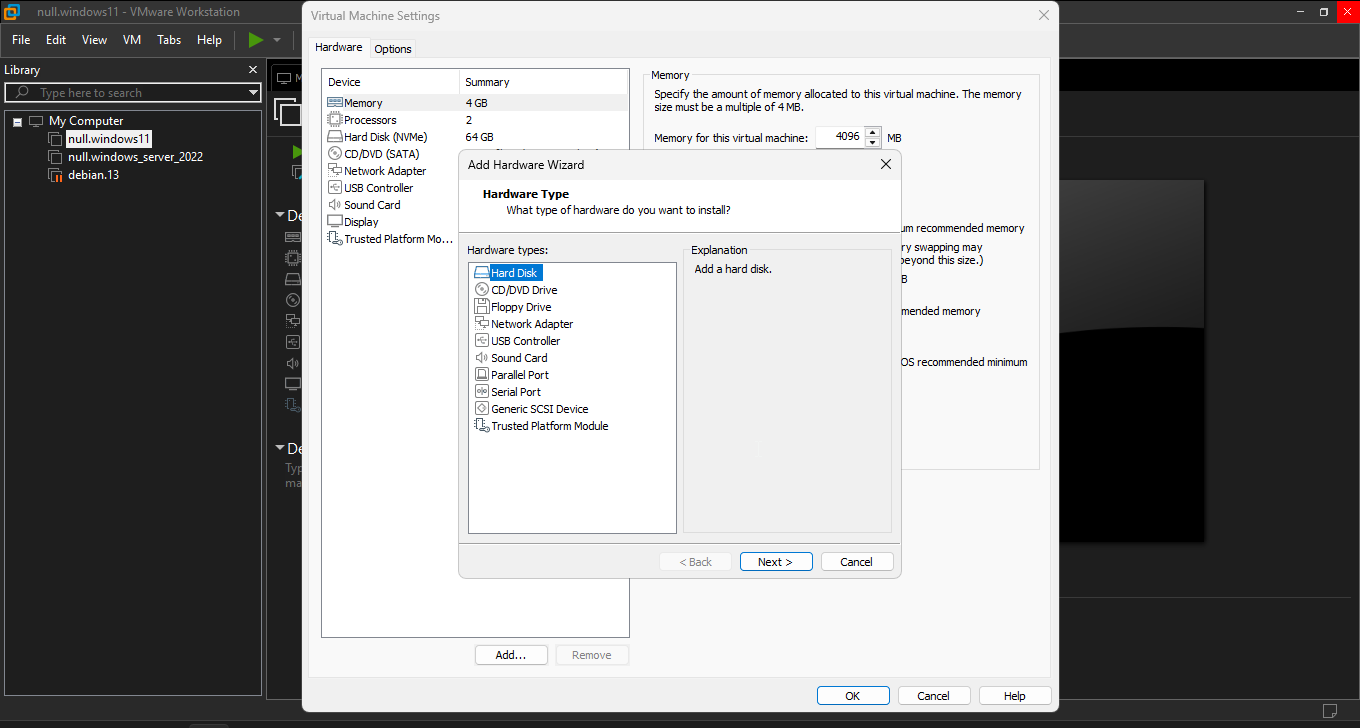 null.windows11 - VMware Workstation
File Edit View VM Tabs Help
Library
Type here to search
My Computer
null.windows11
null.windows_server_2022
debian.13
Virtual Machine Settings
Hardware Options
Device Summary
Memory 4 GB
Processors 2
Hard Disk (NVMe) 64 GB
CD/DVD (SATA)
Network Adapter
USB Controller
Sound Card
Display
Trusted Platform Mo...
Memory
Specify the amount of memory allocated to this virtual machine. The memory
size must be a multiple of 4 MB.
Memory for this virtual machine: 4096 MB
recommended memory
ry swapping may
beyond this size.)
B
mended memory
OS recommended minimum
Add Hardware Wizard
Hardware Type
What type of hardware do you want to install?
Hardware types:
Hard Disk
CD/DVD Drive
Floppy Drive
Network Adapter
USB Controller
Sound Card
Parallel Port
Serial Port
Generic SCSI Device
Trusted Platform Module
Explanation
Add a hard disk.
< Back Next > Cancel
Add... Remove
OK Cancel Help
M
De
De
Typ
ma